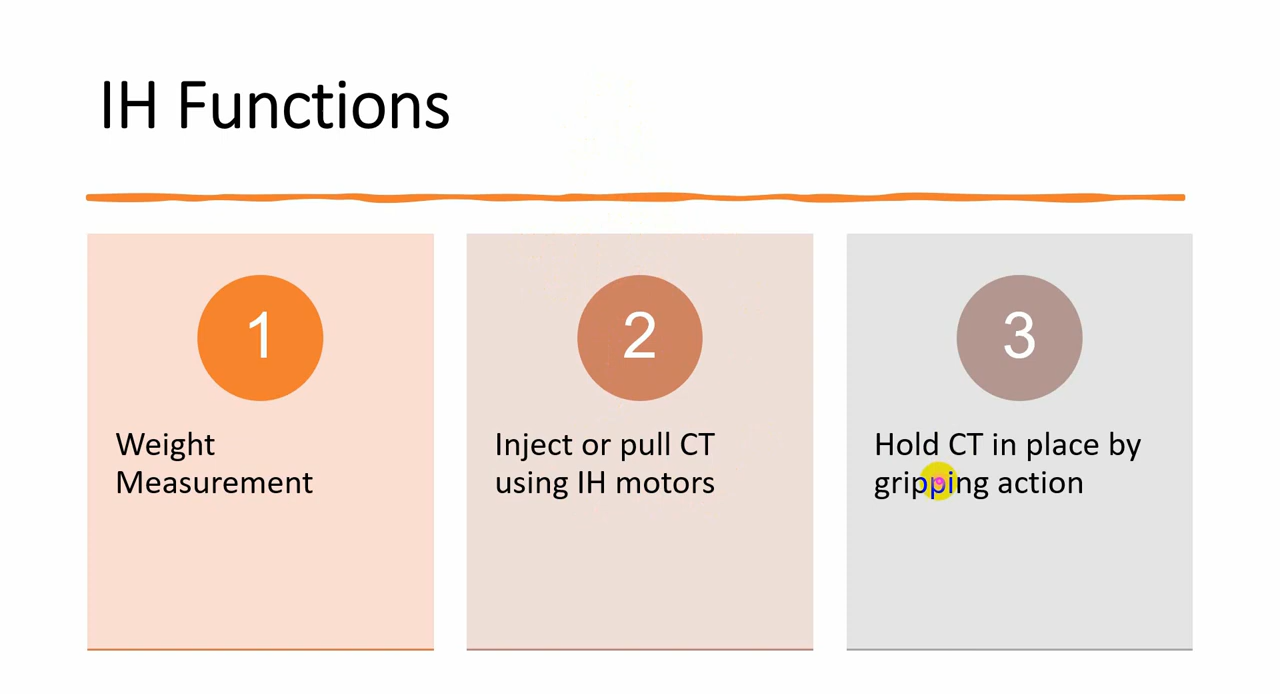 IH Functions
1
Weight
Measurement
2
Inject or pull CT
using IH motors
3
Hold CT in place by
gripping action